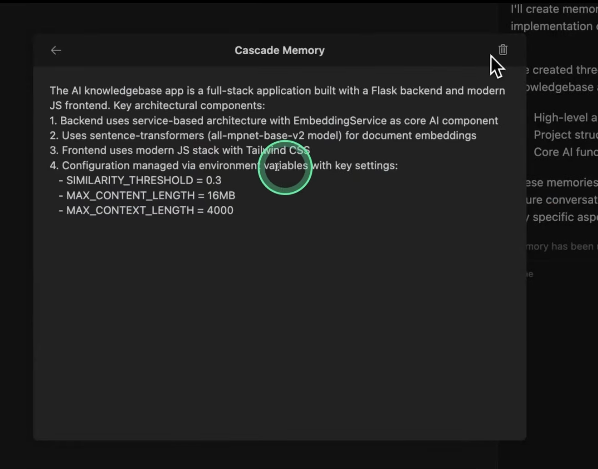 Cascade Memory
The AI knowledgebase app is a full-stack application built with a Flask backend and modern
JS frontend. Key architectural components:
1. Backend uses service-based architecture with EmbeddingService as core AI component
2. Uses sentence-transformers (all-mpnet-base-v2 model) for document embeddings
3. Frontend uses modern JS stack with Tailwind CSS
4. Configuration managed via environment variables with key settings:
- SIMILARITY_THRESHOLD = 0.3
- MAX_CONTENT_LENGTH = 16MB
- MAX_CONTEXT_LENGTH = 4000
I'll create memor
implementation
created thre
High-level a
Project struc
Core AI func
memories
conversat
specific aspe
has been